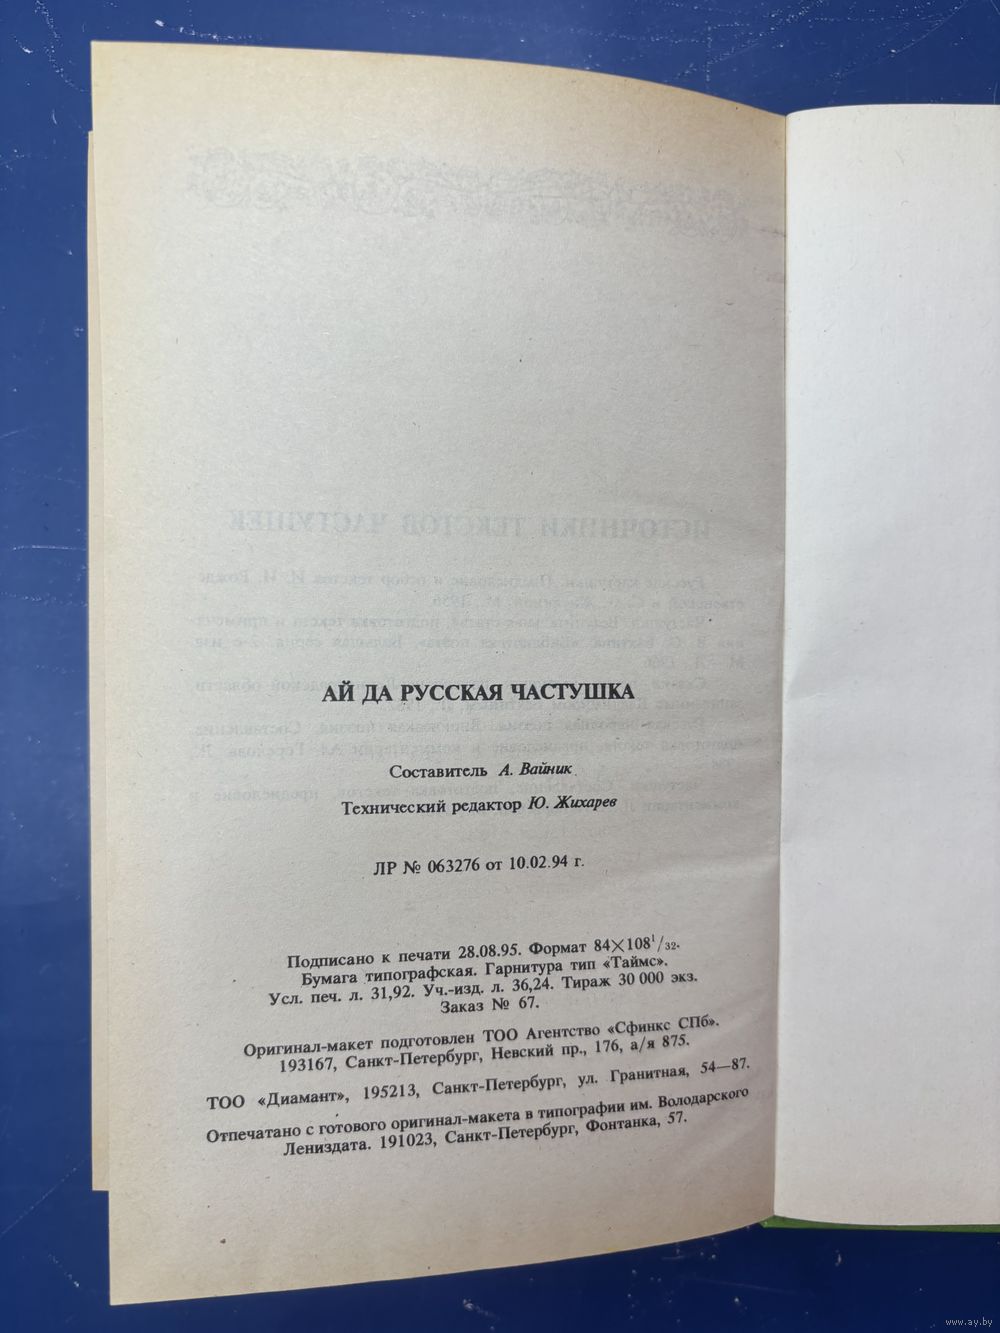 АЙ ДА РУССКАЯ ЧАСТУШКА
Составитель А. Вайник
Технический редактор Ю. Жихарев
ЛР № 063276 от 10.02.94 г.
Подписано к печати 28.08.95. Формат 84×108¹/₃₂.
Бумага типографская. Гарнитура тип «Таймс».
Усл. печ. л. 31,92. Уч.-изд. л. 36,24. Тираж 30 000 экз.
Заказ № 67.
Оригинал-макет подготовлен ТОО Агентство «Сфинкс СПб».
193167, Санкт-Петербург, Невский пр., 176, а/я 875.
ТОО «Диамант», 195213, Санкт-Петербург, ул. Гранитная, 54—87.
Отпечатано с готового оригинал-макета в типографии им. Володарского
Лениздата. 191023, Санкт-Петербург, Фонтанка, 57.
www.ay.by